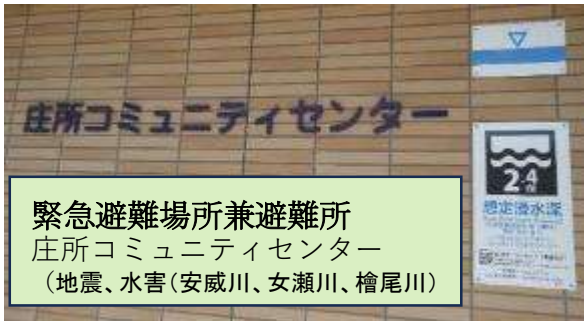 庄所コミュニティセンター
2.4m
想定浸水深
緊急避難場所兼避難所
庄所コミュニティセンター
（地震、水害（安威川、女瀬川、檜尾川）